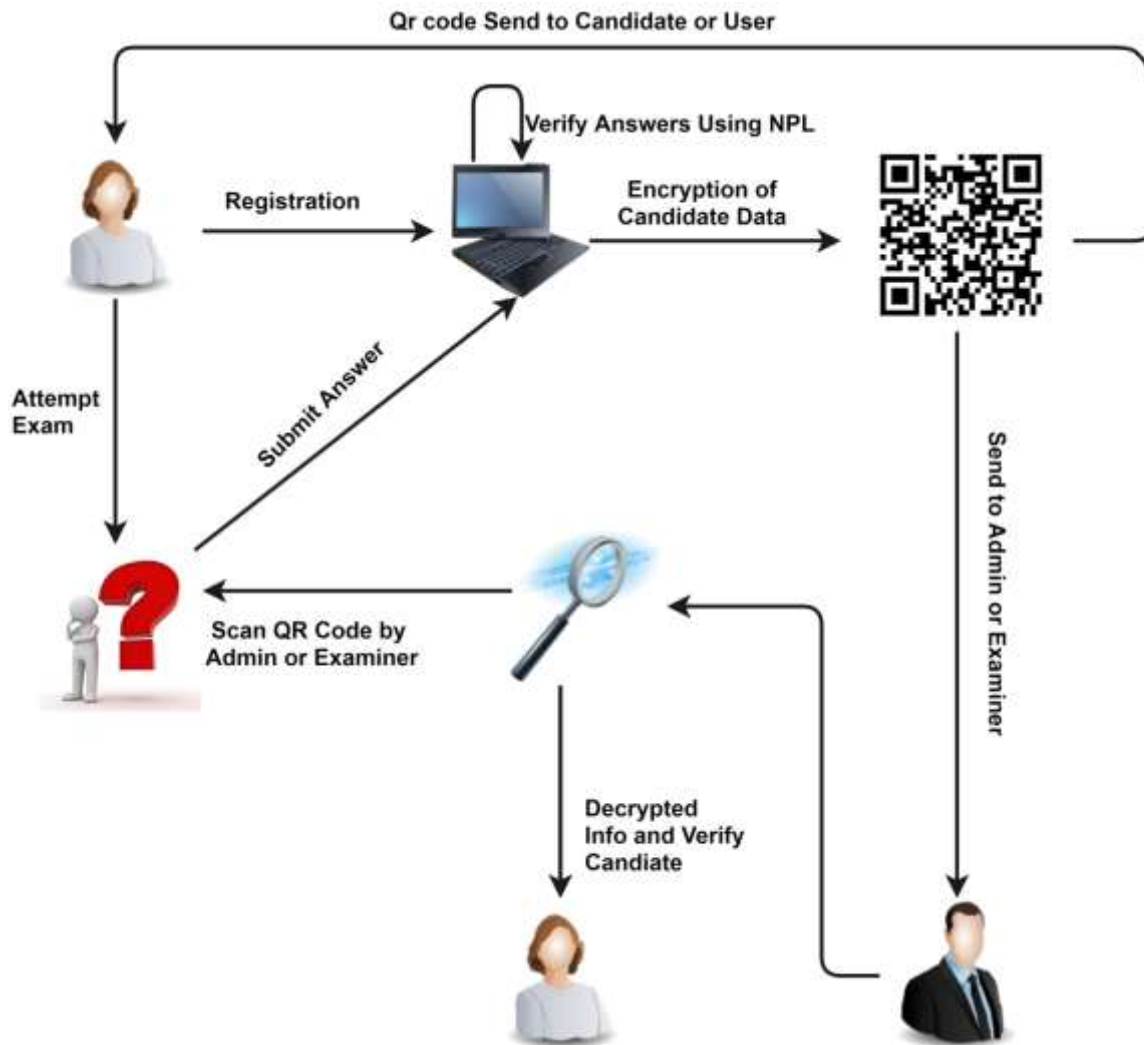 Qr code Send to Candidate or User
Verify Answers Using NPL
Registration
Encryption of
Candidate Data
Attempt
Exam
Submit Answer
Send to Admin or Examiner
Scan QR Code by
Admin or Examiner
Decrypted
Info and Verify
Candiate